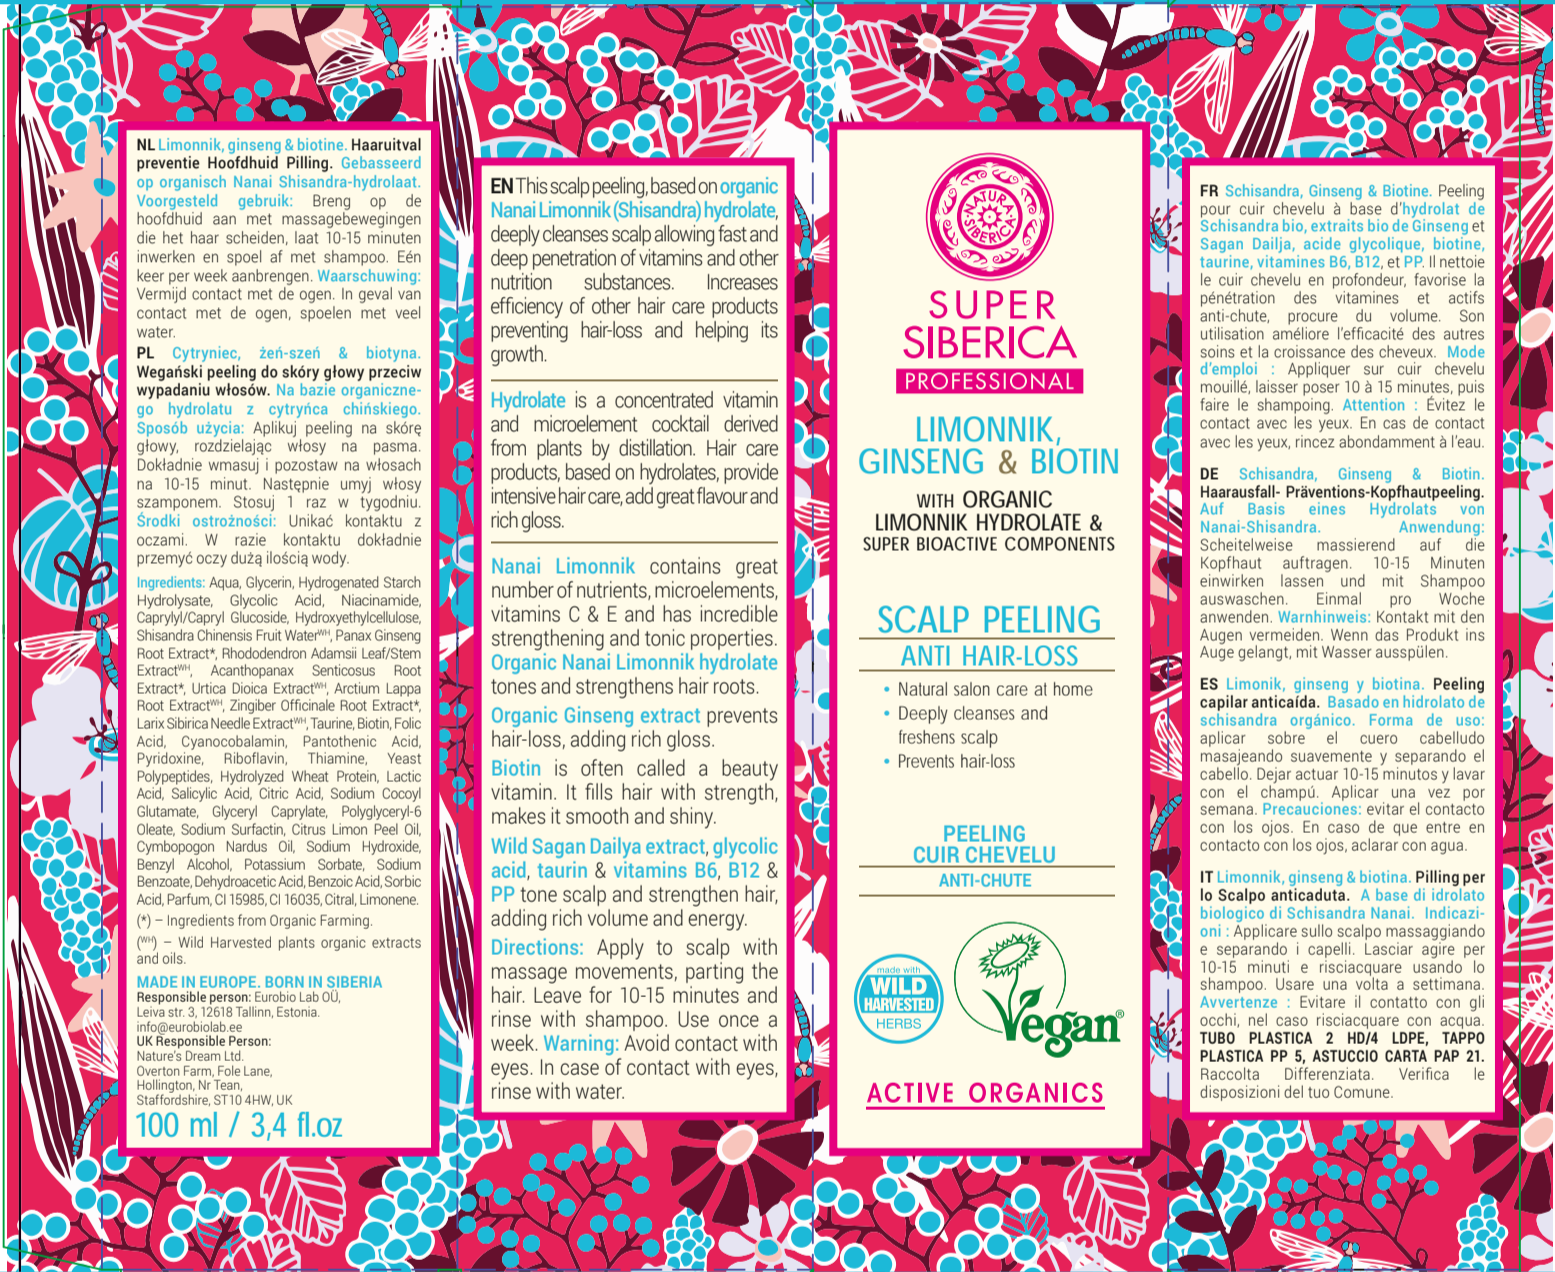 NL Limonnik, ginseng & biotine. Haaruitval
preventie Hoofdhuid Pilling. Gebasseerd
op organisch Nanai Shisandra-hydrolaat.
Voorgesteld gebruik: Breng op de
hoofdhuid aan met massagebewegingen
die het haar scheiden, laat 10-15 minuten
inwerken en spoel af met shampoo. Eén
keer per week aanbrengen. Waarschuwing:
Vermijd contact met de ogen. In geval van
contact met de ogen, spoelen met veel
water.
PL Cytryniec, żeń-szeń & biotyna.
Wegański peeling do skóry głowy przeciw
wypadaniu włosów. Na bazie organiczne-
go hydrolatu z cytryńca chińskiego.
Sposób użycia: Aplikuj peeling na skórę
głowy, rozdzielając włosy na pasma.
Dokładnie wmasuj i pozostaw na włosach
na 10-15 minut. Następnie umyj włosy
szamponem. Stosuj 1 raz w tygodniu.
Środki ostrożności: Unikać kontaktu z
oczami. W razie kontaktu dokładnie
przemyć oczy dużą ilością wody.
Ingredients: Aqua, Glycerin, Hydrogenated Starch
Hydrolysate, Glycolic Acid, Niacinamide,
Caprylyl/Capryl Glucoside, Hydroxyethylcellulose,
Shisandra Chinensis Fruit WaterWH, Panax Ginseng
Root Extract*, Rhododendron Adamsii Leaf/Stem
ExtractWH, Acanthopanax Senticosus Root
Extract*, Urtica Dioica ExtractWH, Arctium Lappa
Root ExtractWH, Zingiber Officinale Root Extract*,
Larix Sibirica Needle ExtractWH, Taurine, Biotin, Folic
Acid, Cyanocobalamin, Pantothenic Acid,
Pyridoxine, Riboflavin, Thiamine, Yeast
Polypeptides, Hydrolyzed Wheat Protein, Lactic
Acid, Salicylic Acid, Citric Acid, Sodium Cocoyl
Glutamate, Glyceryl Caprylate, Polyglyceryl-6
Oleate, Sodium Surfactin, Citrus Limon Peel Oil,
Cymbopogon Nardus Oil, Sodium Hydroxide,
Benzyl Alcohol, Potassium Sorbate, Sodium
Benzoate, Dehydroacetic Acid, Benzoic Acid, Sorbic
Acid, Parfum, CI 15985, CI 16035, Citral, Limonene.
(*) – Ingredients from Organic Farming.
(WH) – Wild Harvested plants organic extracts
and oils.
MADE IN EUROPE. BORN IN SIBERIA
Responsible person: Eurobio Lab OÜ,
Leiva str. 3, 12618 Tallinn, Estonia.
info@eurobiolab.ee
UK Responsible Person:
Nature's Dream Ltd.
Overton Farm, Fole Lane,
Hollington, Nr Tean,
Staffordshire, ST10 4HW, UK
100 ml / 3,4 fl.oz
EN This scalp peeling, based on organic
Nanai Limonnik (Shisandra) hydrolate,
deeply cleanses scalp allowing fast and
deep penetration of vitamins and other
nutrition substances. Increases
efficiency of other hair care products
preventing hair-loss and helping its
growth.
Hydrolate is a concentrated vitamin
and microelement cocktail derived
from plants by distillation. Hair care
products, based on hydrolates, provide
intensive hair care, add great flavour and
rich gloss.
Nanai Limonnik contains great
number of nutrients, microelements,
vitamins C & E and has incredible
strengthening and tonic properties.
Organic Nanai Limonnik hydrolate
tones and strengthens hair roots.
Organic Ginseng extract prevents
hair-loss, adding rich gloss.
Biotin is often called a beauty
vitamin. It fills hair with strength,
makes it smooth and shiny.
Wild Sagan Dailya extract, glycolic
acid, taurin & vitamins B6, B12 &
PP tone scalp and strengthen hair,
adding rich volume and energy.
Directions: Apply to scalp with
massage movements, parting the
hair. Leave for 10-15 minutes and
rinse with shampoo. Use once a
week. Warning: Avoid contact with
eyes. In case of contact with eyes,
rinse with water.
NATURA
SIBERICA
SUPER
SIBERICA
PROFESSIONAL
LIMONNIK,
GINSENG & BIOTIN
WITH ORGANIC
LIMONNIK HYDROLATE &
SUPER BIOACTIVE COMPONENTS
SCALP PEELING
ANTI HAIR-LOSS
• Natural salon care at home
• Deeply cleanses and
freshens scalp
• Prevents hair-loss
PEELING
CUIR CHEVELU
ANTI-CHUTE
made with
WILD
HARVESTED
HERBS
Vegan®
ACTIVE ORGANICS
FR Schisandra, Ginseng & Biotine. Peeling
pour cuir chevelu à base d'hydrolat de
Schisandra bio, extraits bio de Ginseng et
Sagan Dailja, acide glycolique, biotine,
taurine, vitamines B6, B12, et PP. Il nettoie
le cuir chevelu en profondeur, favorise la
pénétration des vitamines et actifs
anti-chute, procure du volume. Son
utilisation améliore l'efficacité des autres
soins et la croissance des cheveux. Mode
d'emploi : Appliquer sur cuir chevelu
mouillé, laisser poser 10 à 15 minutes, puis
faire le shampoing. Attention : Évitez le
contact avec les yeux. En cas de contact
avec les yeux, rincez abondamment à l'eau.
DE Schisandra, Ginseng & Biotin.
Haarausfall- Präventions-Kopfhautpeeling.
Auf Basis eines Hydrolats von
Nanai-Shisandra. Anwendung:
Scheitelweise massierend auf die
Kopfhaut auftragen. 10-15 Minuten
einwirken lassen und mit Shampoo
auswaschen. Einmal pro Woche
anwenden. Warnhinweis: Kontakt mit den
Augen vermeiden. Wenn das Produkt ins
Auge gelangt, mit Wasser ausspülen.
ES Limonik, ginseng y biotina. Peeling
capilar anticaída. Basado en hidrolato de
schisandra orgánico. Forma de uso:
aplicar sobre el cuero cabelludo
masajeando suavemente y separando el
cabello. Dejar actuar 10-15 minutos y lavar
con el champú. Aplicar una vez por
semana. Precauciones: evitar el contacto
con los ojos. En caso de que entre en
contacto con los ojos, aclarar con agua.
IT Limonnik, ginseng & biotina. Pilling per
lo Scalpo anticaduta. A base di idrolato
biologico di Schisandra Nanai. Indicazi-
oni : Applicare sullo scalpo massaggiando
e separando i capelli. Lasciar agire per
10-15 minuti e risciacquare usando lo
shampoo. Usare una volta a settimana.
Avvertenze : Evitare il contatto con gli
occhi, nel caso risciacquare con acqua.
TUBO PLASTICA 2 HD/4 LDPE, TAPPO
PLASTICA PP 5, ASTUCCIO CARTA PAP 21.
Raccolta Differenziata. Verifica le
disposizioni del tuo Comune.